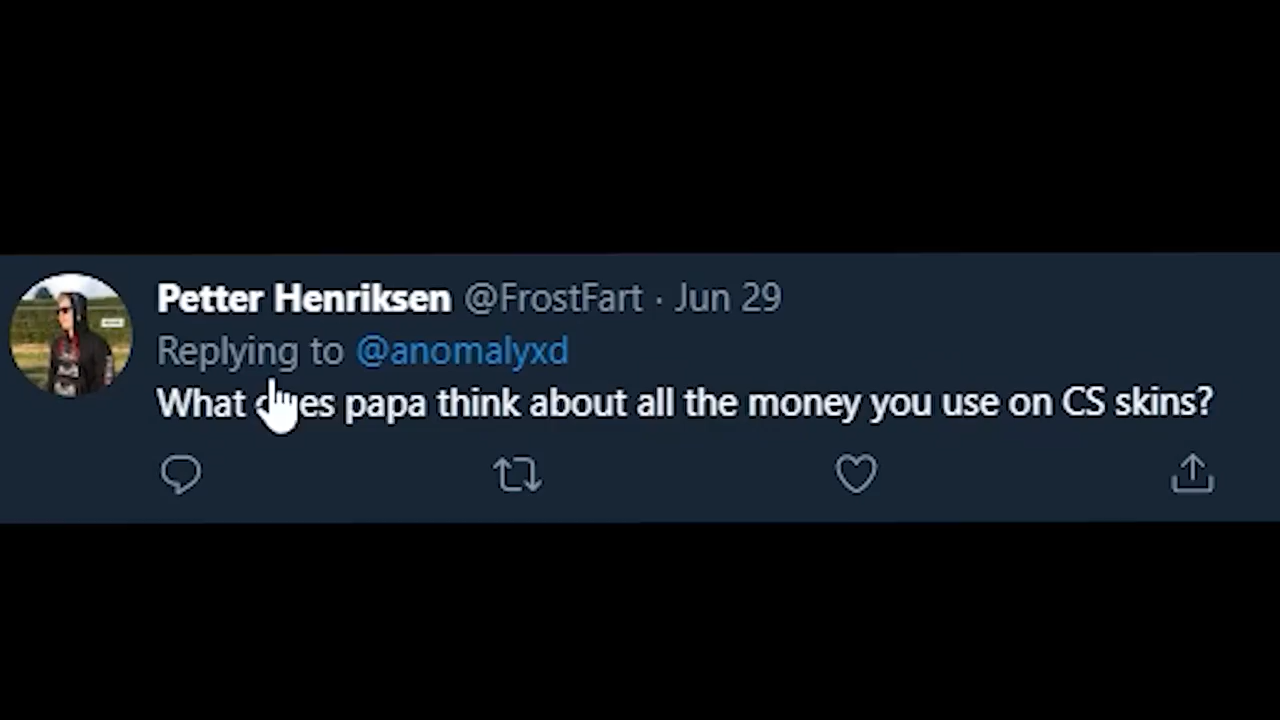 Petter Henriksen @FrostFart · Jun 29
Replying to @anomalyxd
What does papa think about all the money you use on CS skins?